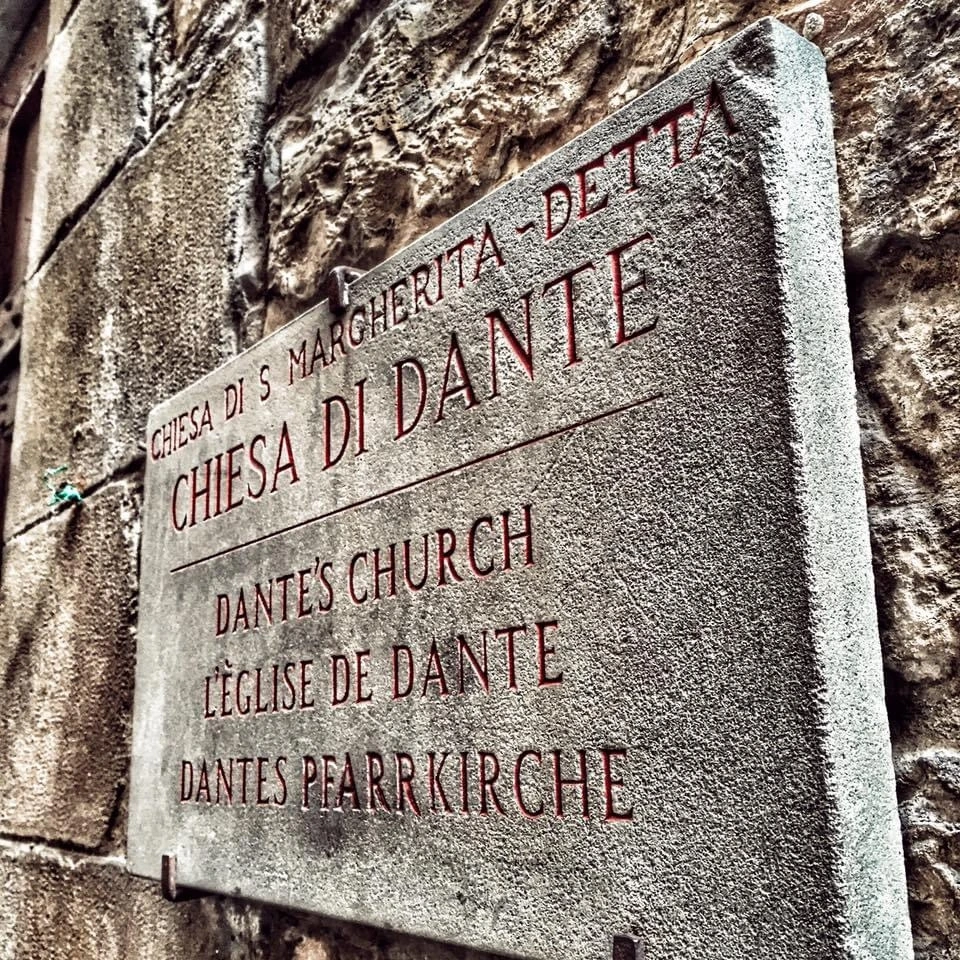 CHIESA DI S MARGHERITA-DETTA
CHIESA DI DANTE
DANTE'S CHURCH
L'ÈGLISE DE DANTE
DANTES PFARRKIRCHE